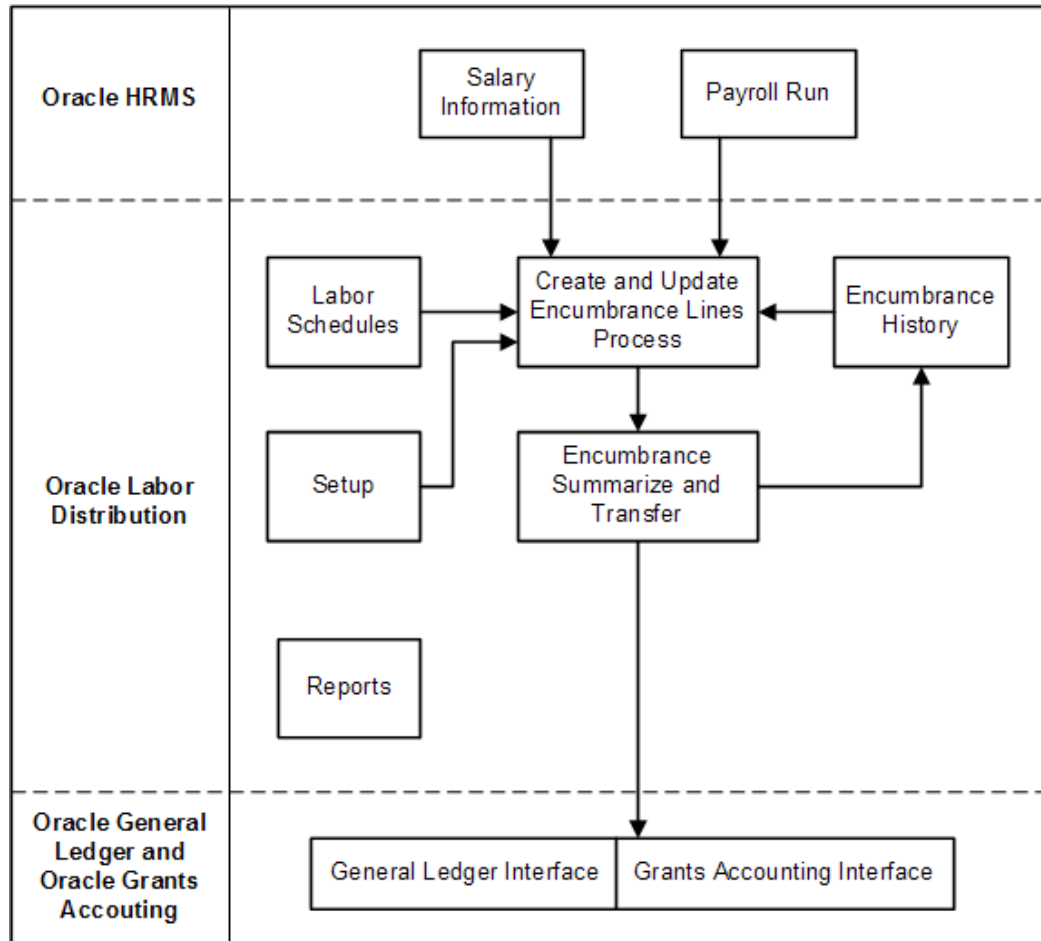 Oracle HRMS
Salary
Information
Payroll Run
Oracle Labor
Distribution
Labor
Schedules
Create and Update
Encumbrance Lines
Process
Encumbrance
History
Setup
Encumbrance
Summarize and
Transfer
Reports
Oracle General
Ledger and
Oracle Grants
Accouting
General Ledger Interface
Grants Accounting Interface